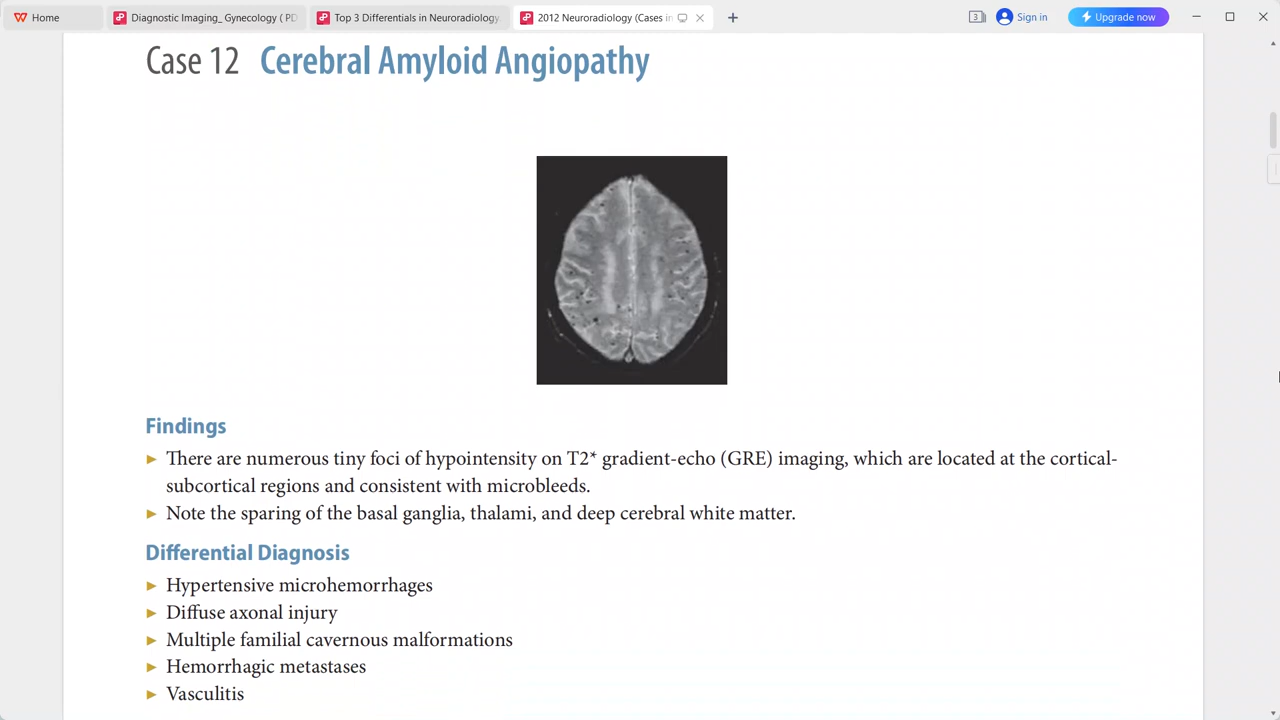 Home
Diagnostic Imaging_ Gynecology ( PD
Top 3 Differentials in Neuroradiology
2012 Neuroradiology (Cases in
3
Sign in
Upgrade now
Case 12 Cerebral Amyloid Angiopathy
Findings
► There are numerous tiny foci of hypointensity on T2* gradient-echo (GRE) imaging, which are located at the cortical-
subcortical regions and consistent with microbleeds.
► Note the sparing of the basal ganglia, thalami, and deep cerebral white matter.
Differential Diagnosis
► Hypertensive microhemorrhages
► Diffuse axonal injury
► Multiple familial cavernous malformations
► Hemorrhagic metastases
► Vasculitis